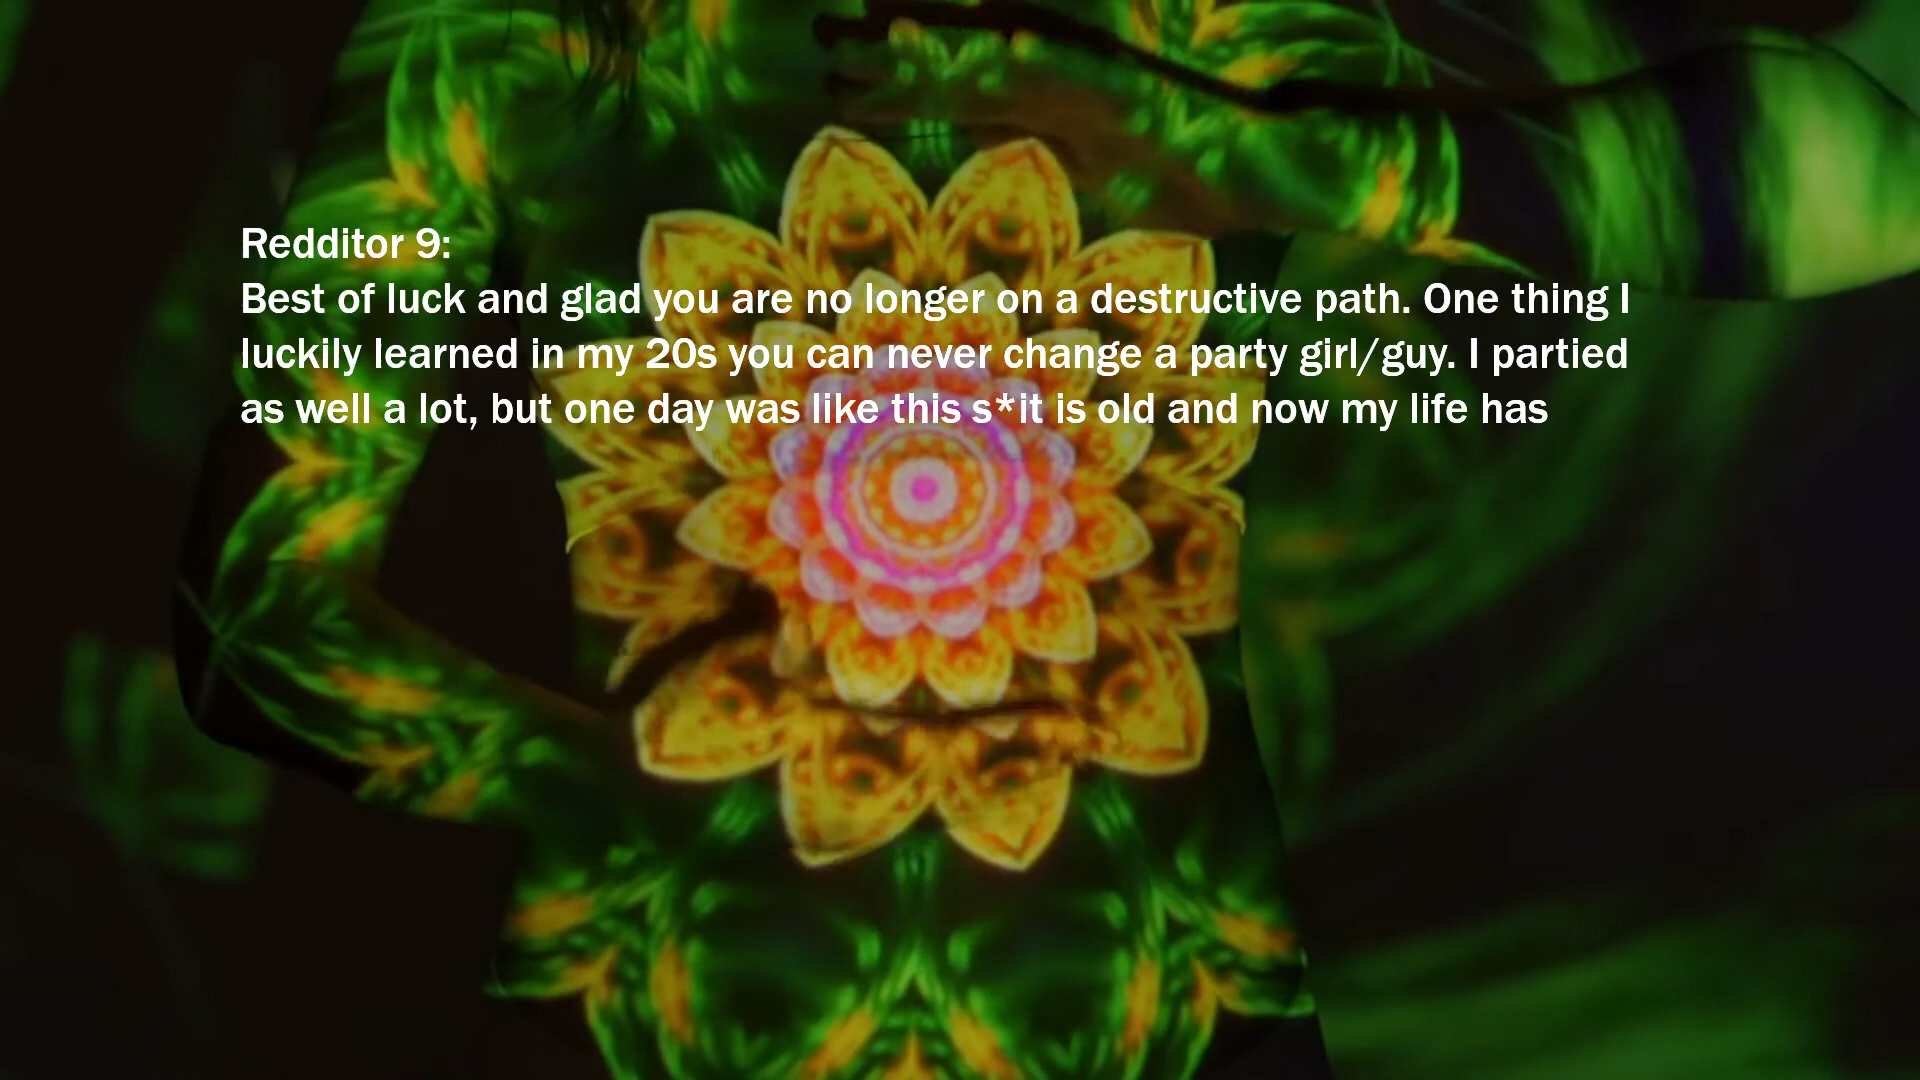 Redditor 9:
Best of luck and glad you are no longer on a destructive path. One thing I
luckily learned in my 20s you can never change a party girl/guy. I partied
as well a lot, but one day was like this s*it is old and now my life has